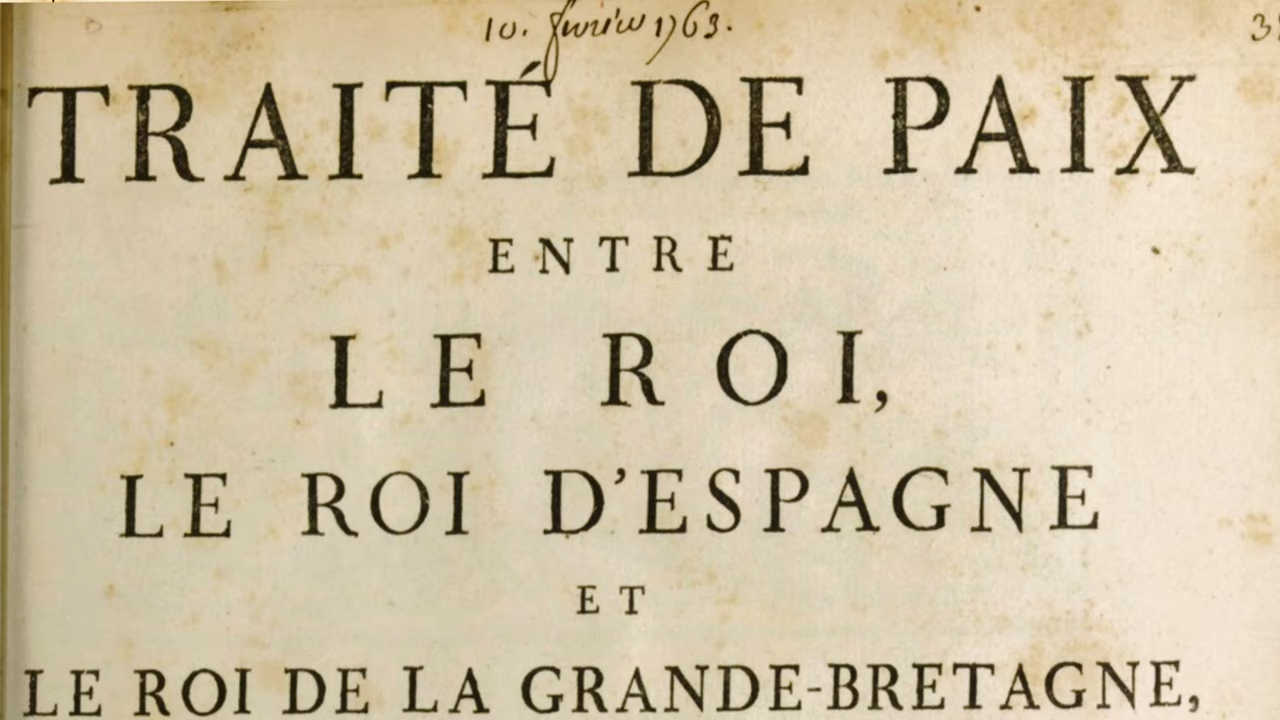 10. fevrier 1763.
TRAITÉ DE PAIX
ENTRE
LE ROI,
LE ROI D'ESPAGNE
ET
LE ROI DE LA GRANDE-BRETAGNE,